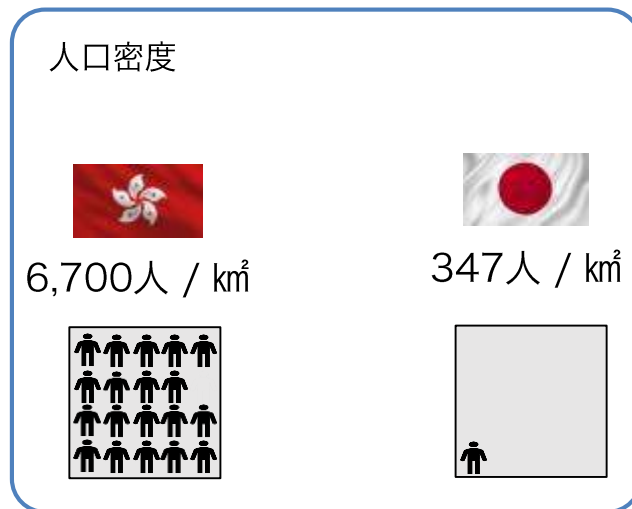 人口密度
6,700人 / ㎢
347人 / ㎢